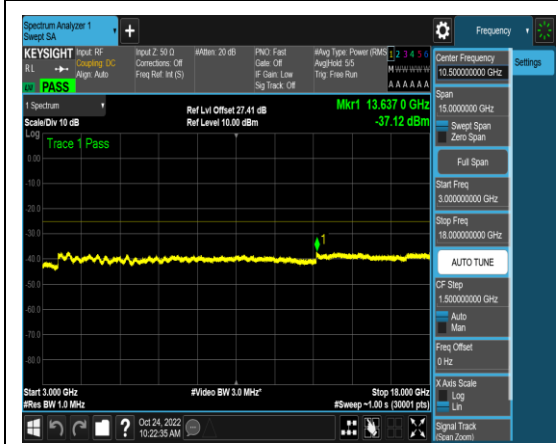 Spectrum Analyzer 1
Swept SA
Frequency
KEYSIGHT
RL
PASS
Input: RF
Coupling: DC
Align: Auto
Input Z: 50 Ω
Corrections: Off
Freq Ref: Int (S)
#Atten: 20 dB
PNO: Fast
Gate: Off
IF Gain: Low
Sig Track: Off
#Avg Type: Power (RMS
Avg|Hold: 5/5
Trig: Free Run
1 2 3 4 5 6
M W W W W W
A A A A A A
1 Spectrum
Scale/Div 10 dB
Ref Lvl Offset 27.41 dB
Ref Level 10.00 dBm
Mkr1 13.637 0 GHz
-37.12 dBm
Log
Trace 1 Pass
0.00
-10.0
-20.0
-30.0
-40.0
-50.0
-60.0
-70.0
-80.0
1
Start 3.000 GHz
#Res BW 1.0 MHz
#Video BW 3.0 MHz*
Stop 18.000 GHz
#Sweep ~1.00 s (30001 pts)
Oct 24, 2022
10:22:35 AM
Center Frequency
10.500000000 GHz
Settings
Span
15.0000000 GHz
Swept Span
Zero Span
Full Span
Start Freq
3.000000000 GHz
Stop Freq
18.000000000 GHz
AUTO TUNE
CF Step
1.500000000 GHz
Auto
Man
Freq Offset
0 Hz
X Axis Scale
Log
Lin
Signal Track
(Span Zoom)